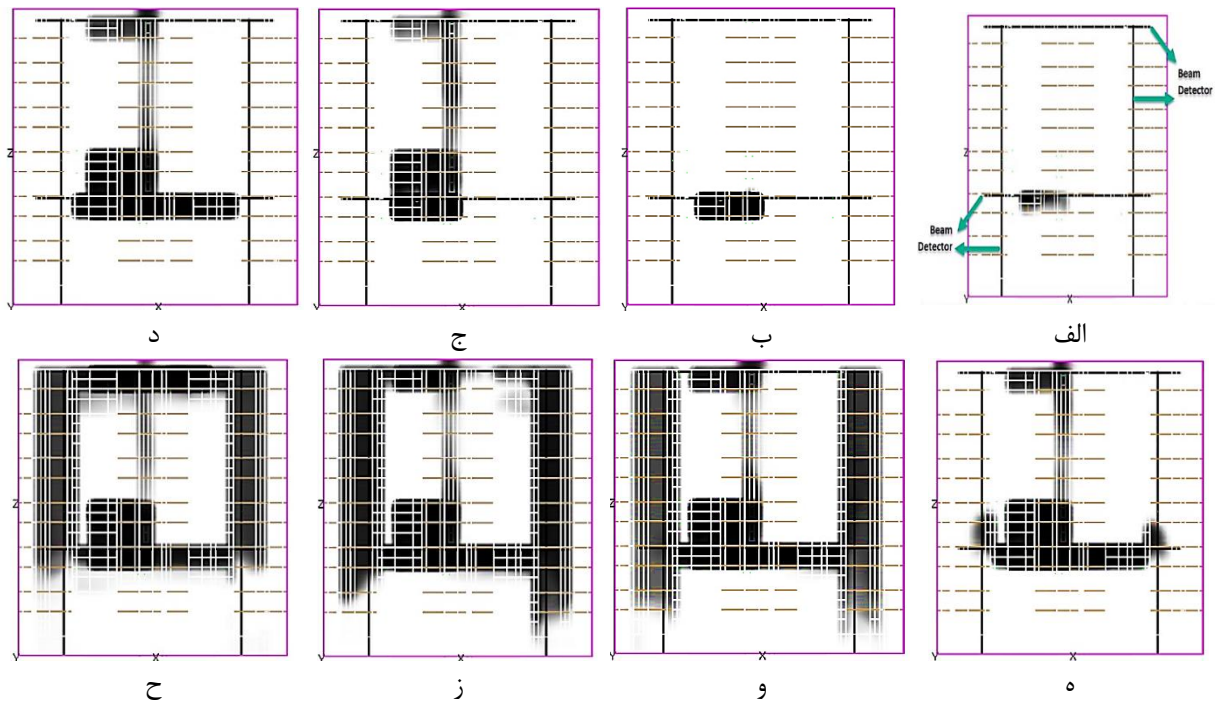 Z
Z
Z
Z
Beam
Detector
Beam
Detector
Y
X
Y
X
Y
X
Y
X
د
ج
ب
الف
Z
Z
Z
Z
Y
X
Y
X
Y
X
Y
X
ح
ز
و
ه